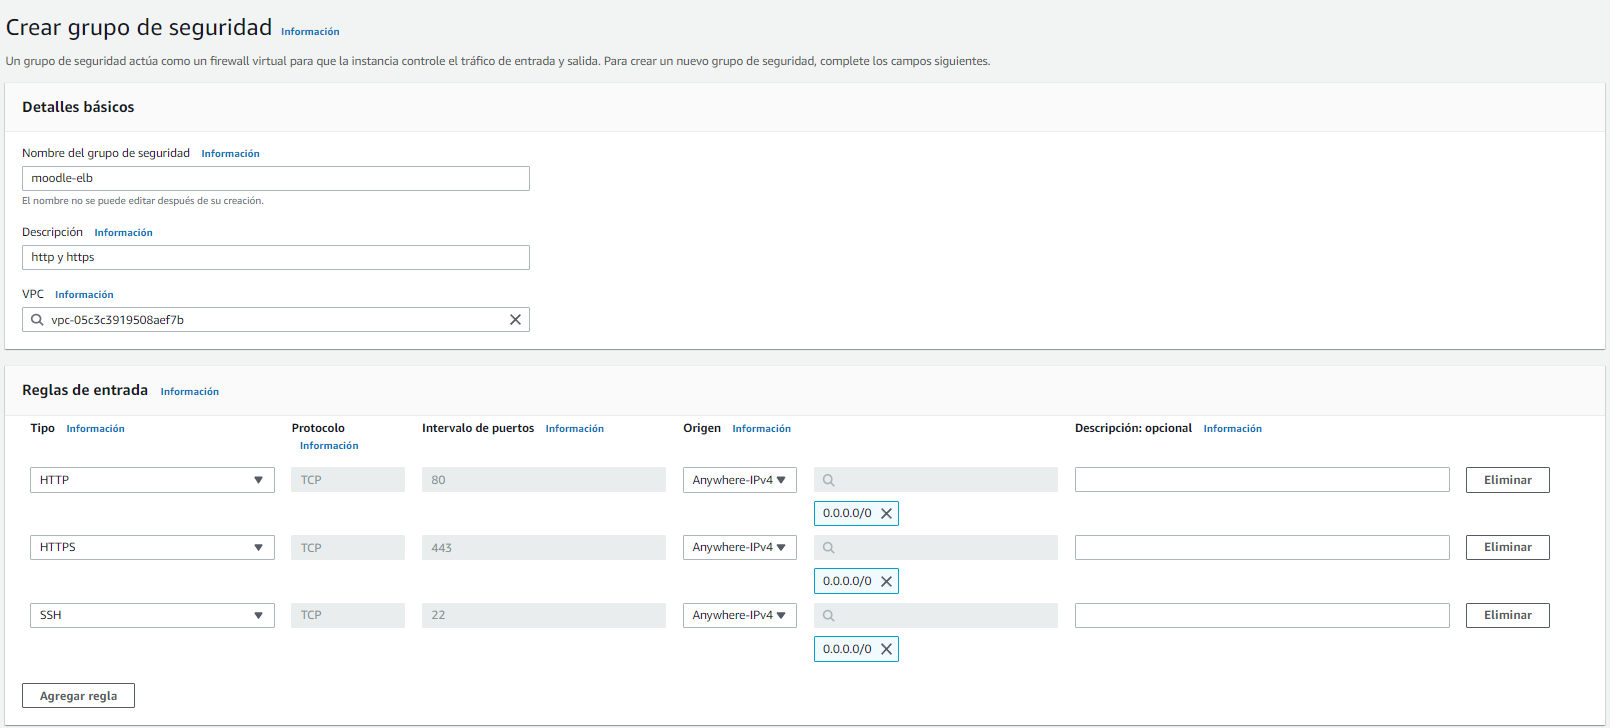 Crear grupo de seguridad Información
Un grupo de seguridad actúa como un firewall virtual para que la instancia controle el tráfico de entrada y salida. Para crear un nuevo grupo de seguridad, complete los campos siguientes.
Detalles básicos
Nombre del grupo de seguridad Información
moodle-elb
El nombre no se puede editar después de su creación.
Descripción Información
http y https
VPC Información
vpc-05c3c3919508aef7b
Reglas de entrada Información
Tipo Información Protocolo Información Intervalo de puertos Información Origen Información Descripción: opcional Información
HTTP TCP 80 Anywhere-IPv4 Eliminar
0.0.0.0/0
HTTPS TCP 443 Anywhere-IPv4 Eliminar
0.0.0.0/0
SSH TCP 22 Anywhere-IPv4 Eliminar
0.0.0.0/0
Agregar regla